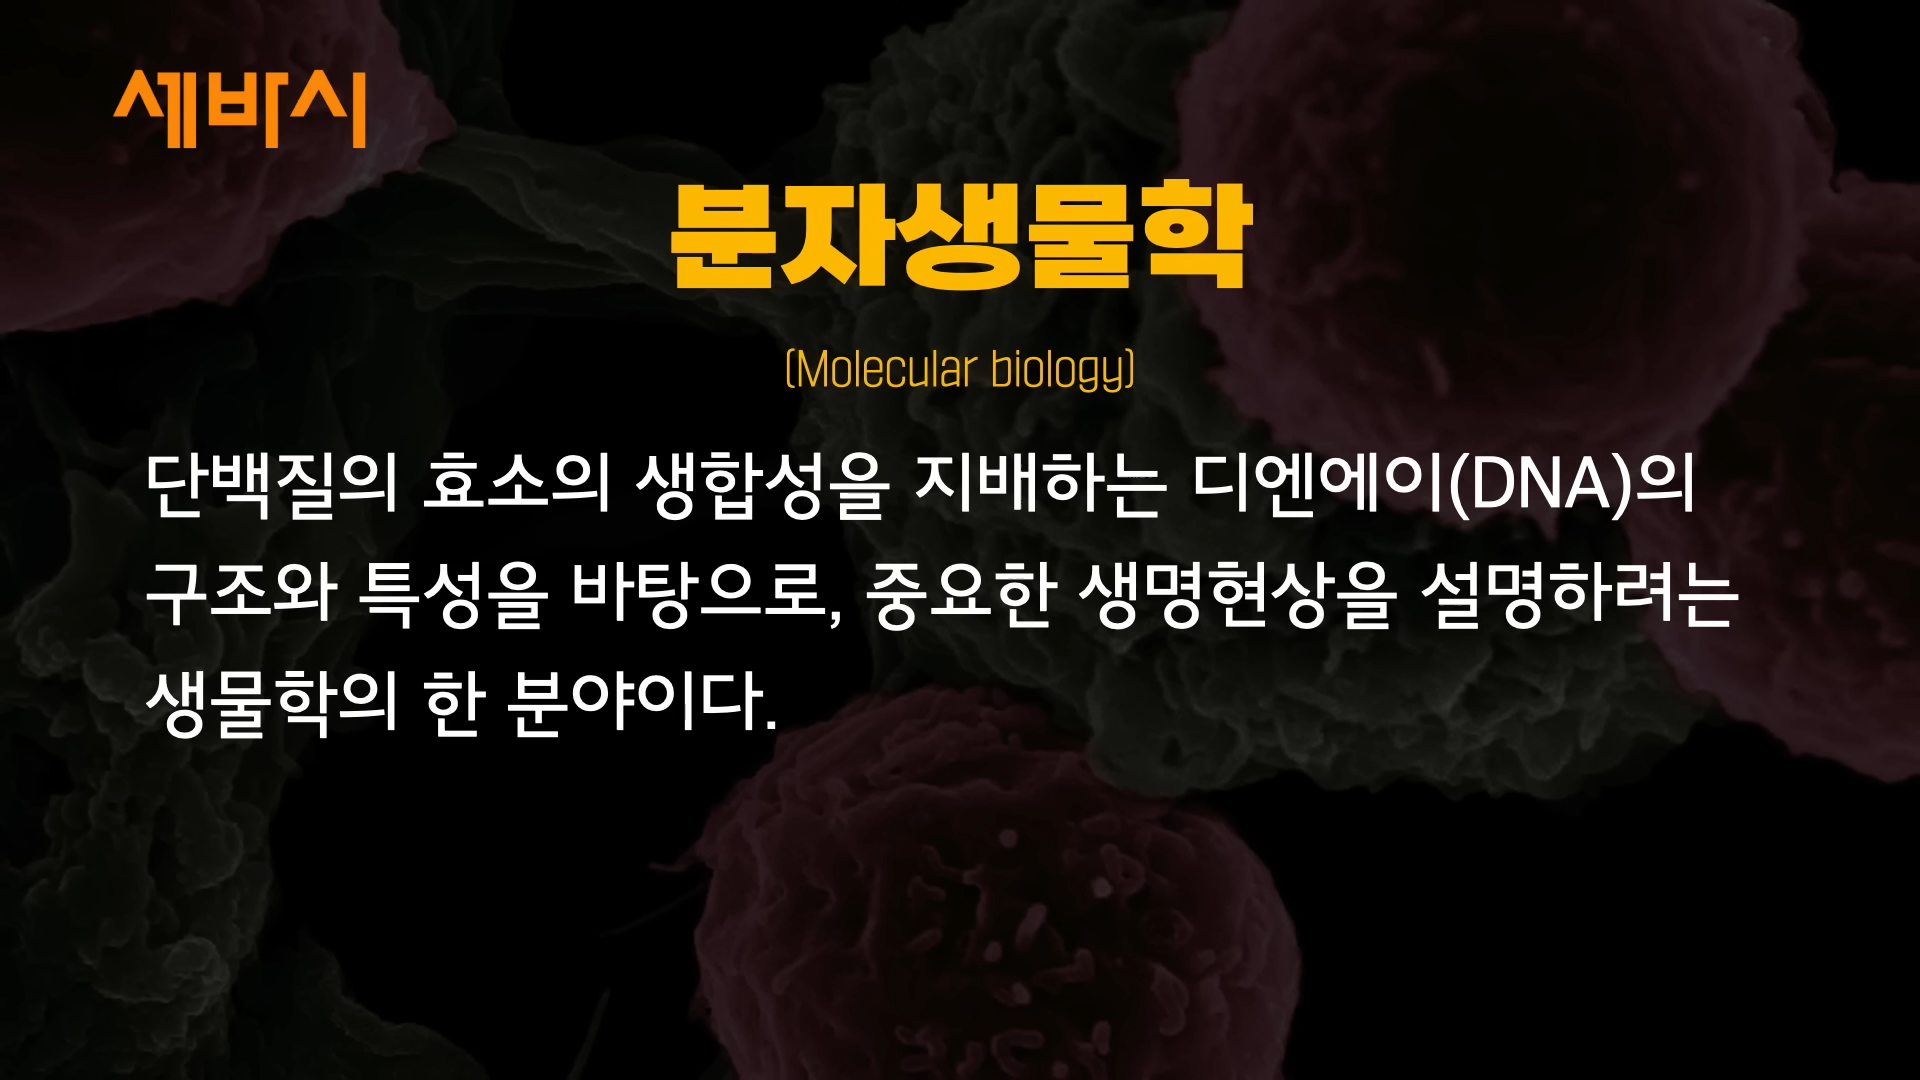 세바시
분자생물학
(Molecular biology)
단백질의 효소의 생합성을 지배하는 디엔에이(DNA)의
구조와 특성을 바탕으로, 중요한 생명현상을 설명하려는
생물학의 한 분야이다.